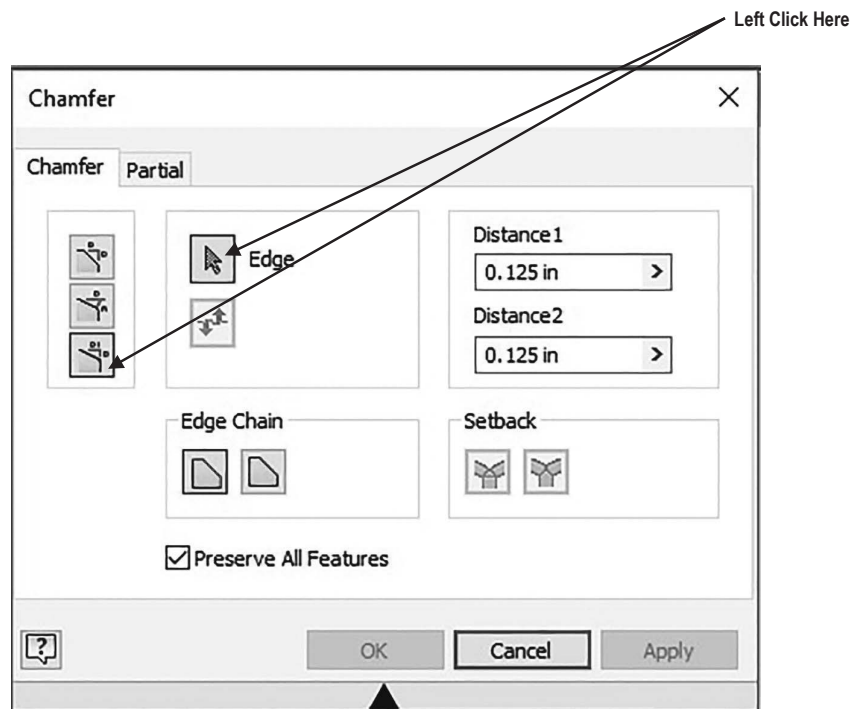 Left Click Here
Chamfer
Chamfer Partial
Edge
Distance1
0.125 in
Distance2
0.125 in
Edge Chain
Setback
Preserve All Features
OK Cancel Apply